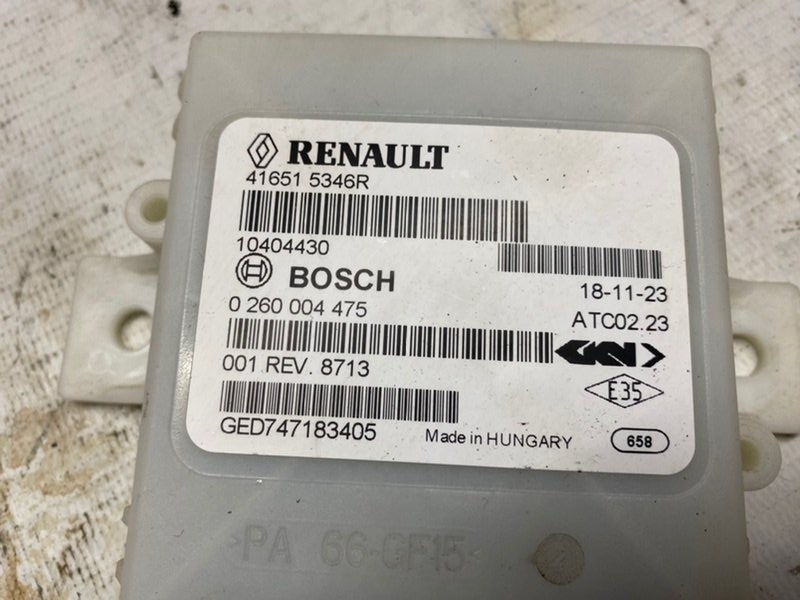 RENAULT
41651 5346R
10404430
BOSCH
18-11-23
0 260 004 475
ATC02.23
GKN
001 REV. 8713
E35
GED747183405
Made in HUNGARY
658
>PA 66-GF15<